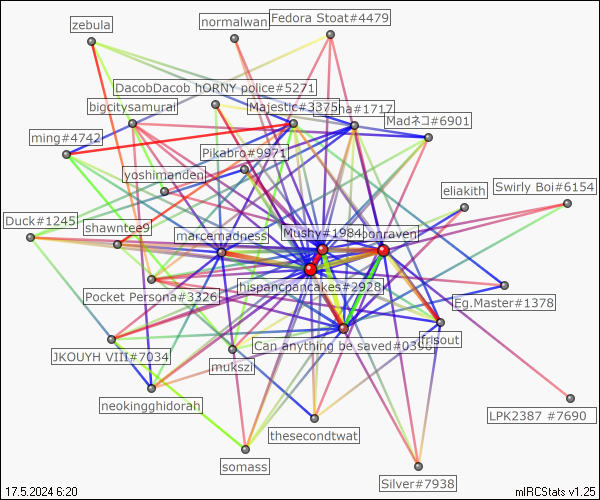 Fedora Stoat#4479
normalwan
zebula
DacobDacob hORNY police#5271
bigcitysamurai
Majestic#3375
ha#1717
Madネコ#6901
ming#4742
Pikabro#9971
yoshimanden
eliakith
Swirly Boi#6154
Duck#1245
shawntee9
marcemadness
Mushy#1984
bonraven
Pocket Persona#3326
hispancpancakes#2928
Eg.Master#1378
JKOUYH VIII#7034
Can anything be saved#0396
frisout
mukszi
neokingghidorah
LPK2387 #7690
thesecondtwat
somass
Silver#7938
17.5.2024 6:20
mIRCStats v1.25